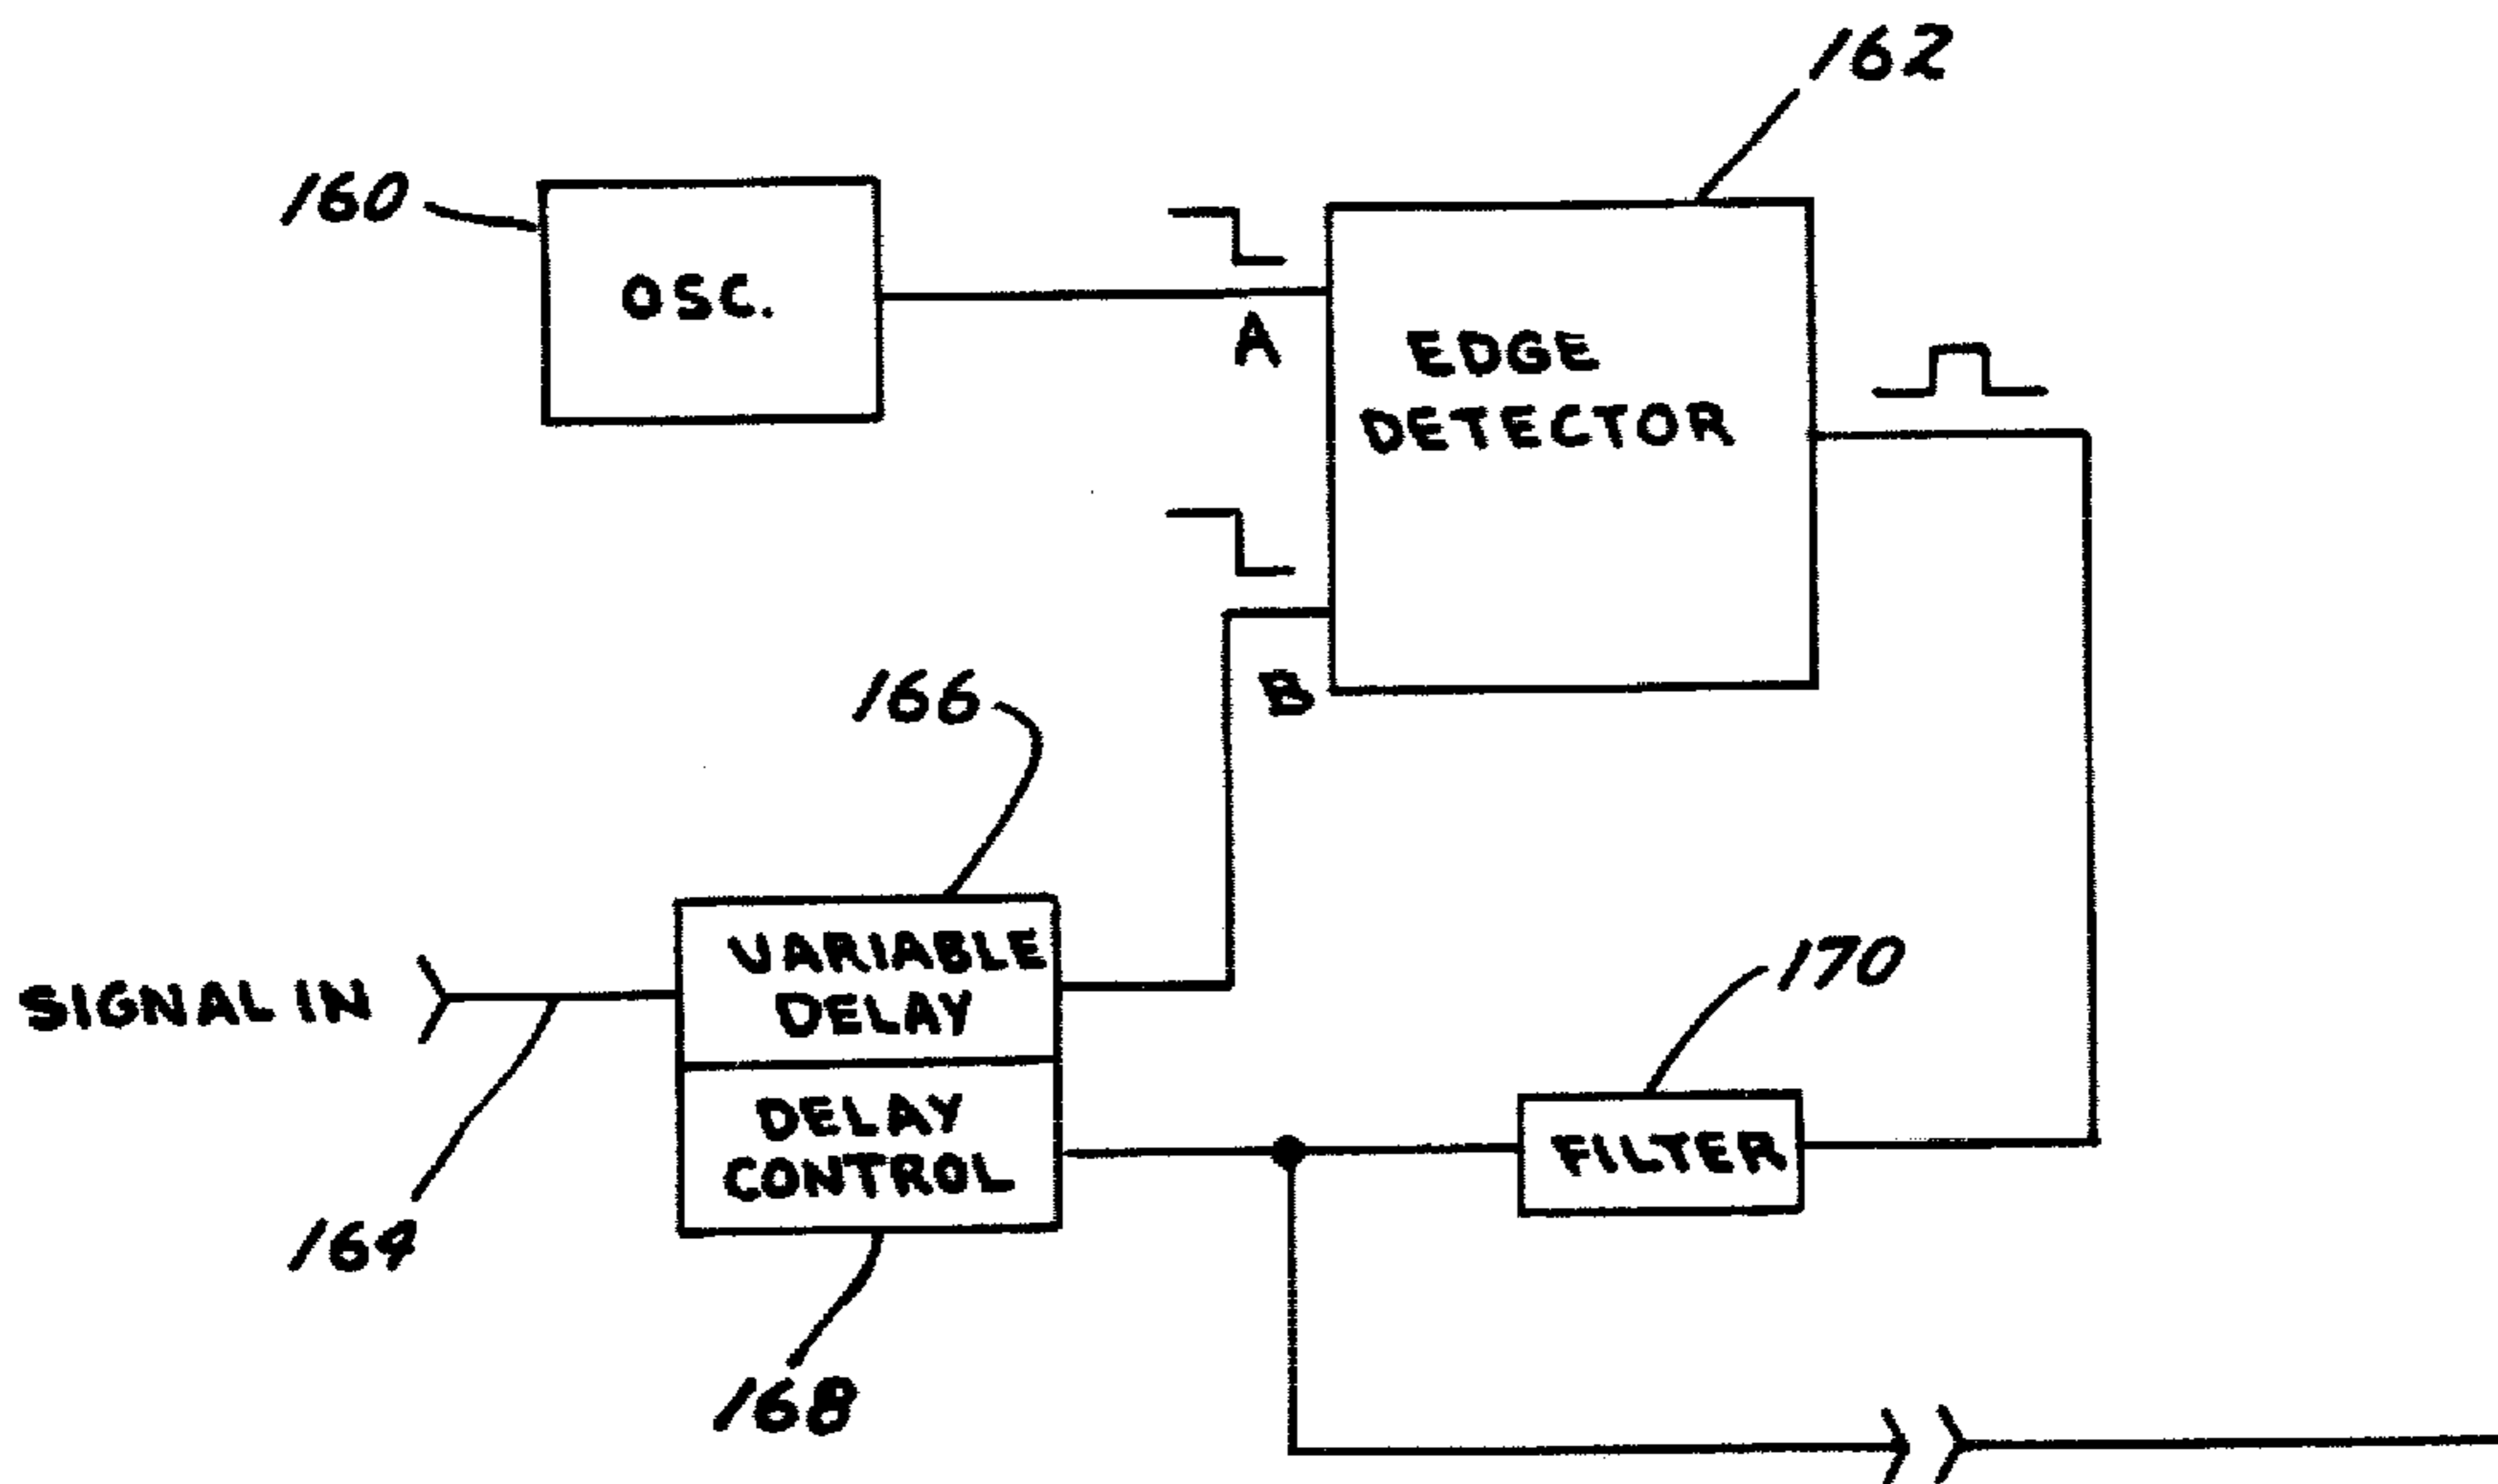 162
160
OSC.
A
EDGE
DETECTOR
B
166
VARIABLE
DELAY
SIGNAL IN
170
DELAY
CONTROL
FILTER
164
168